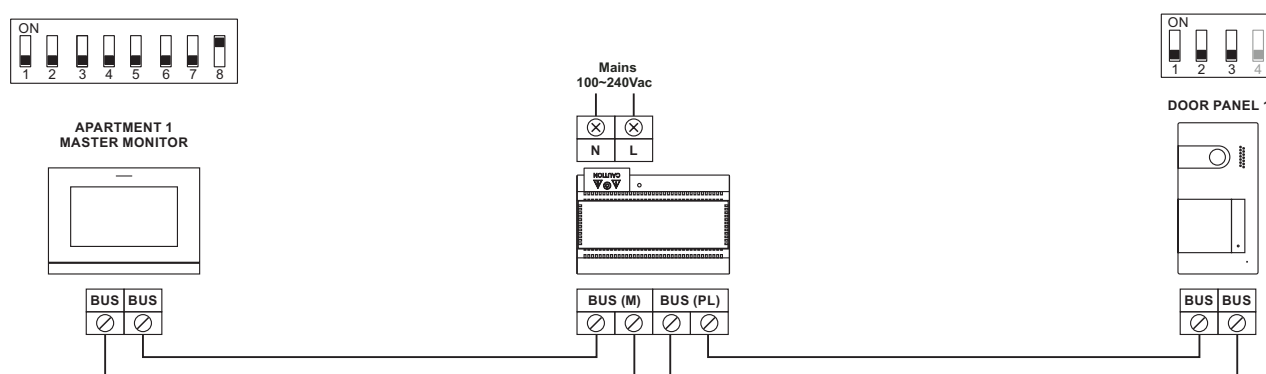 ON
1 2 3 4 5 6 7 8
APARTMENT 1
MASTER MONITOR
BUS BUS
Mains
100~240Vac
N L
CAUTION
BUS (M) BUS (PL)
ON
1 2 3 4
DOOR PANEL 1
BUS BUS